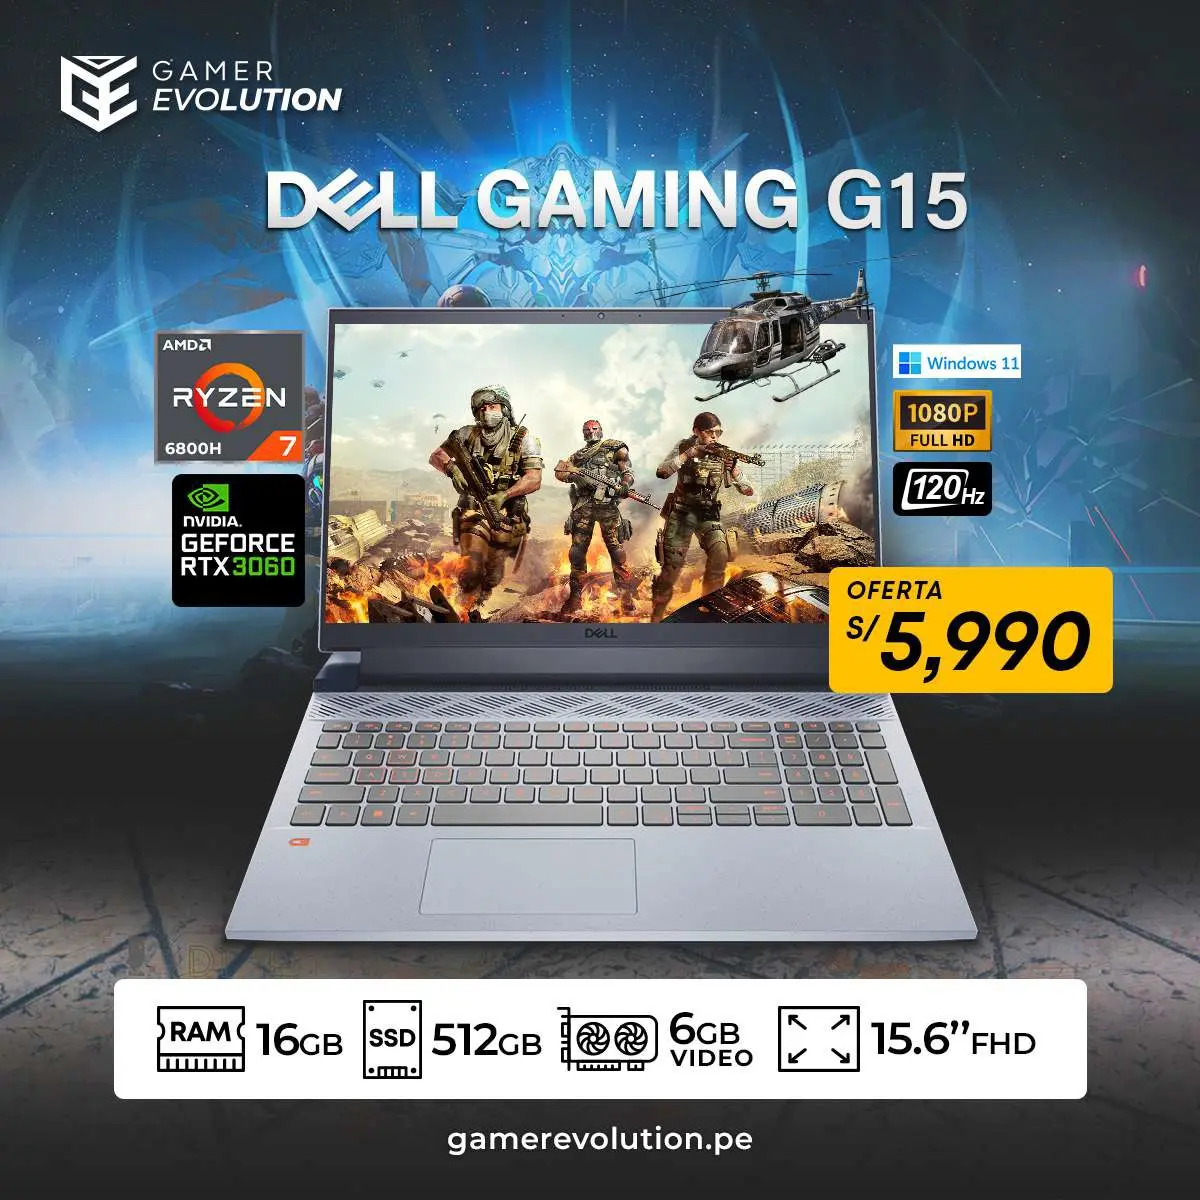 GAMER
EVOLUTION
DELL GAMING G15
AMD
RYZEN
6800H 7
NVIDIA.
GEFORCE
RTX3060
Windows 11
1080P
FULL HD
120Hz
DELL
OFERTA
S/5,990
RAM 16GB
SSD 512GB
6GB
VIDEO
15.6”FHD
gamerevolution.pe